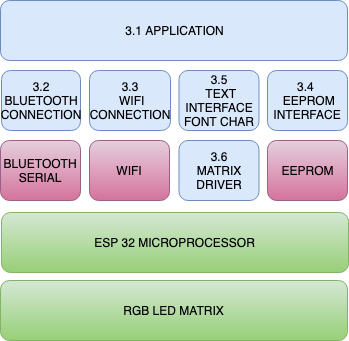 3.1 APPLICATION
3.2
BLUETOOTH
CONNECTION
3.3
WIFI
CONNECTION
3.5
TEXT
INTERFACE
FONT CHAR
3.4
EEPROM
INTERFACE
BLUETOOTH
SERIAL
WIFI
3.6
MATRIX
DRIVER
EEPROM
ESP 32 MICROPROCESSOR
RGB LED MATRIX